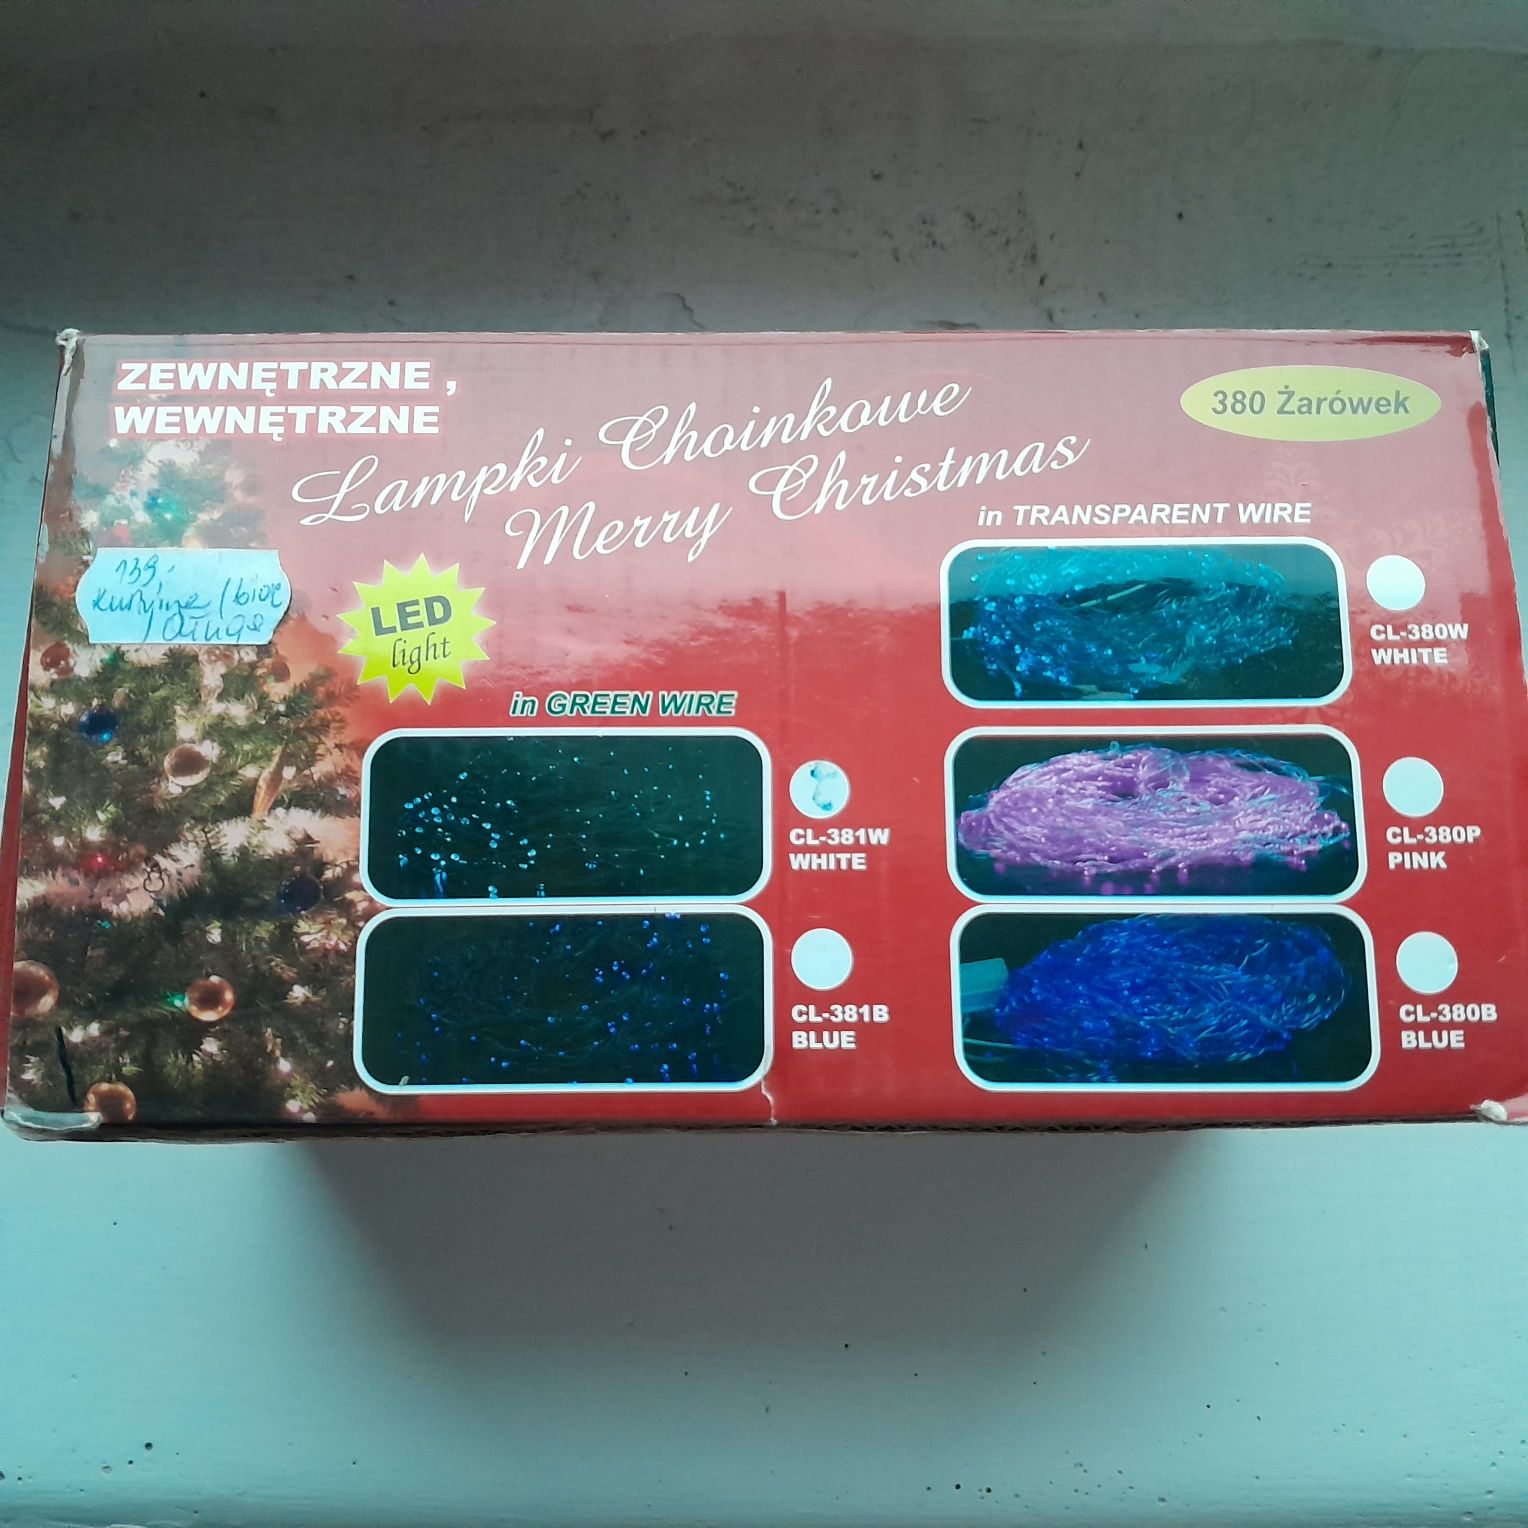 ZEWNĘTRZNE ,
WEWNĘTRZNE
Lampki Choinkowe
Merry Christmas
380 Żarówek
139,-
/ długa
LED
light
in GREEN WIRE
CL-381W
WHITE
CL-381B
BLUE
in TRANSPARENT WIRE
CL-380W
WHITE
CL-380P
PINK
CL-380B
BLUE